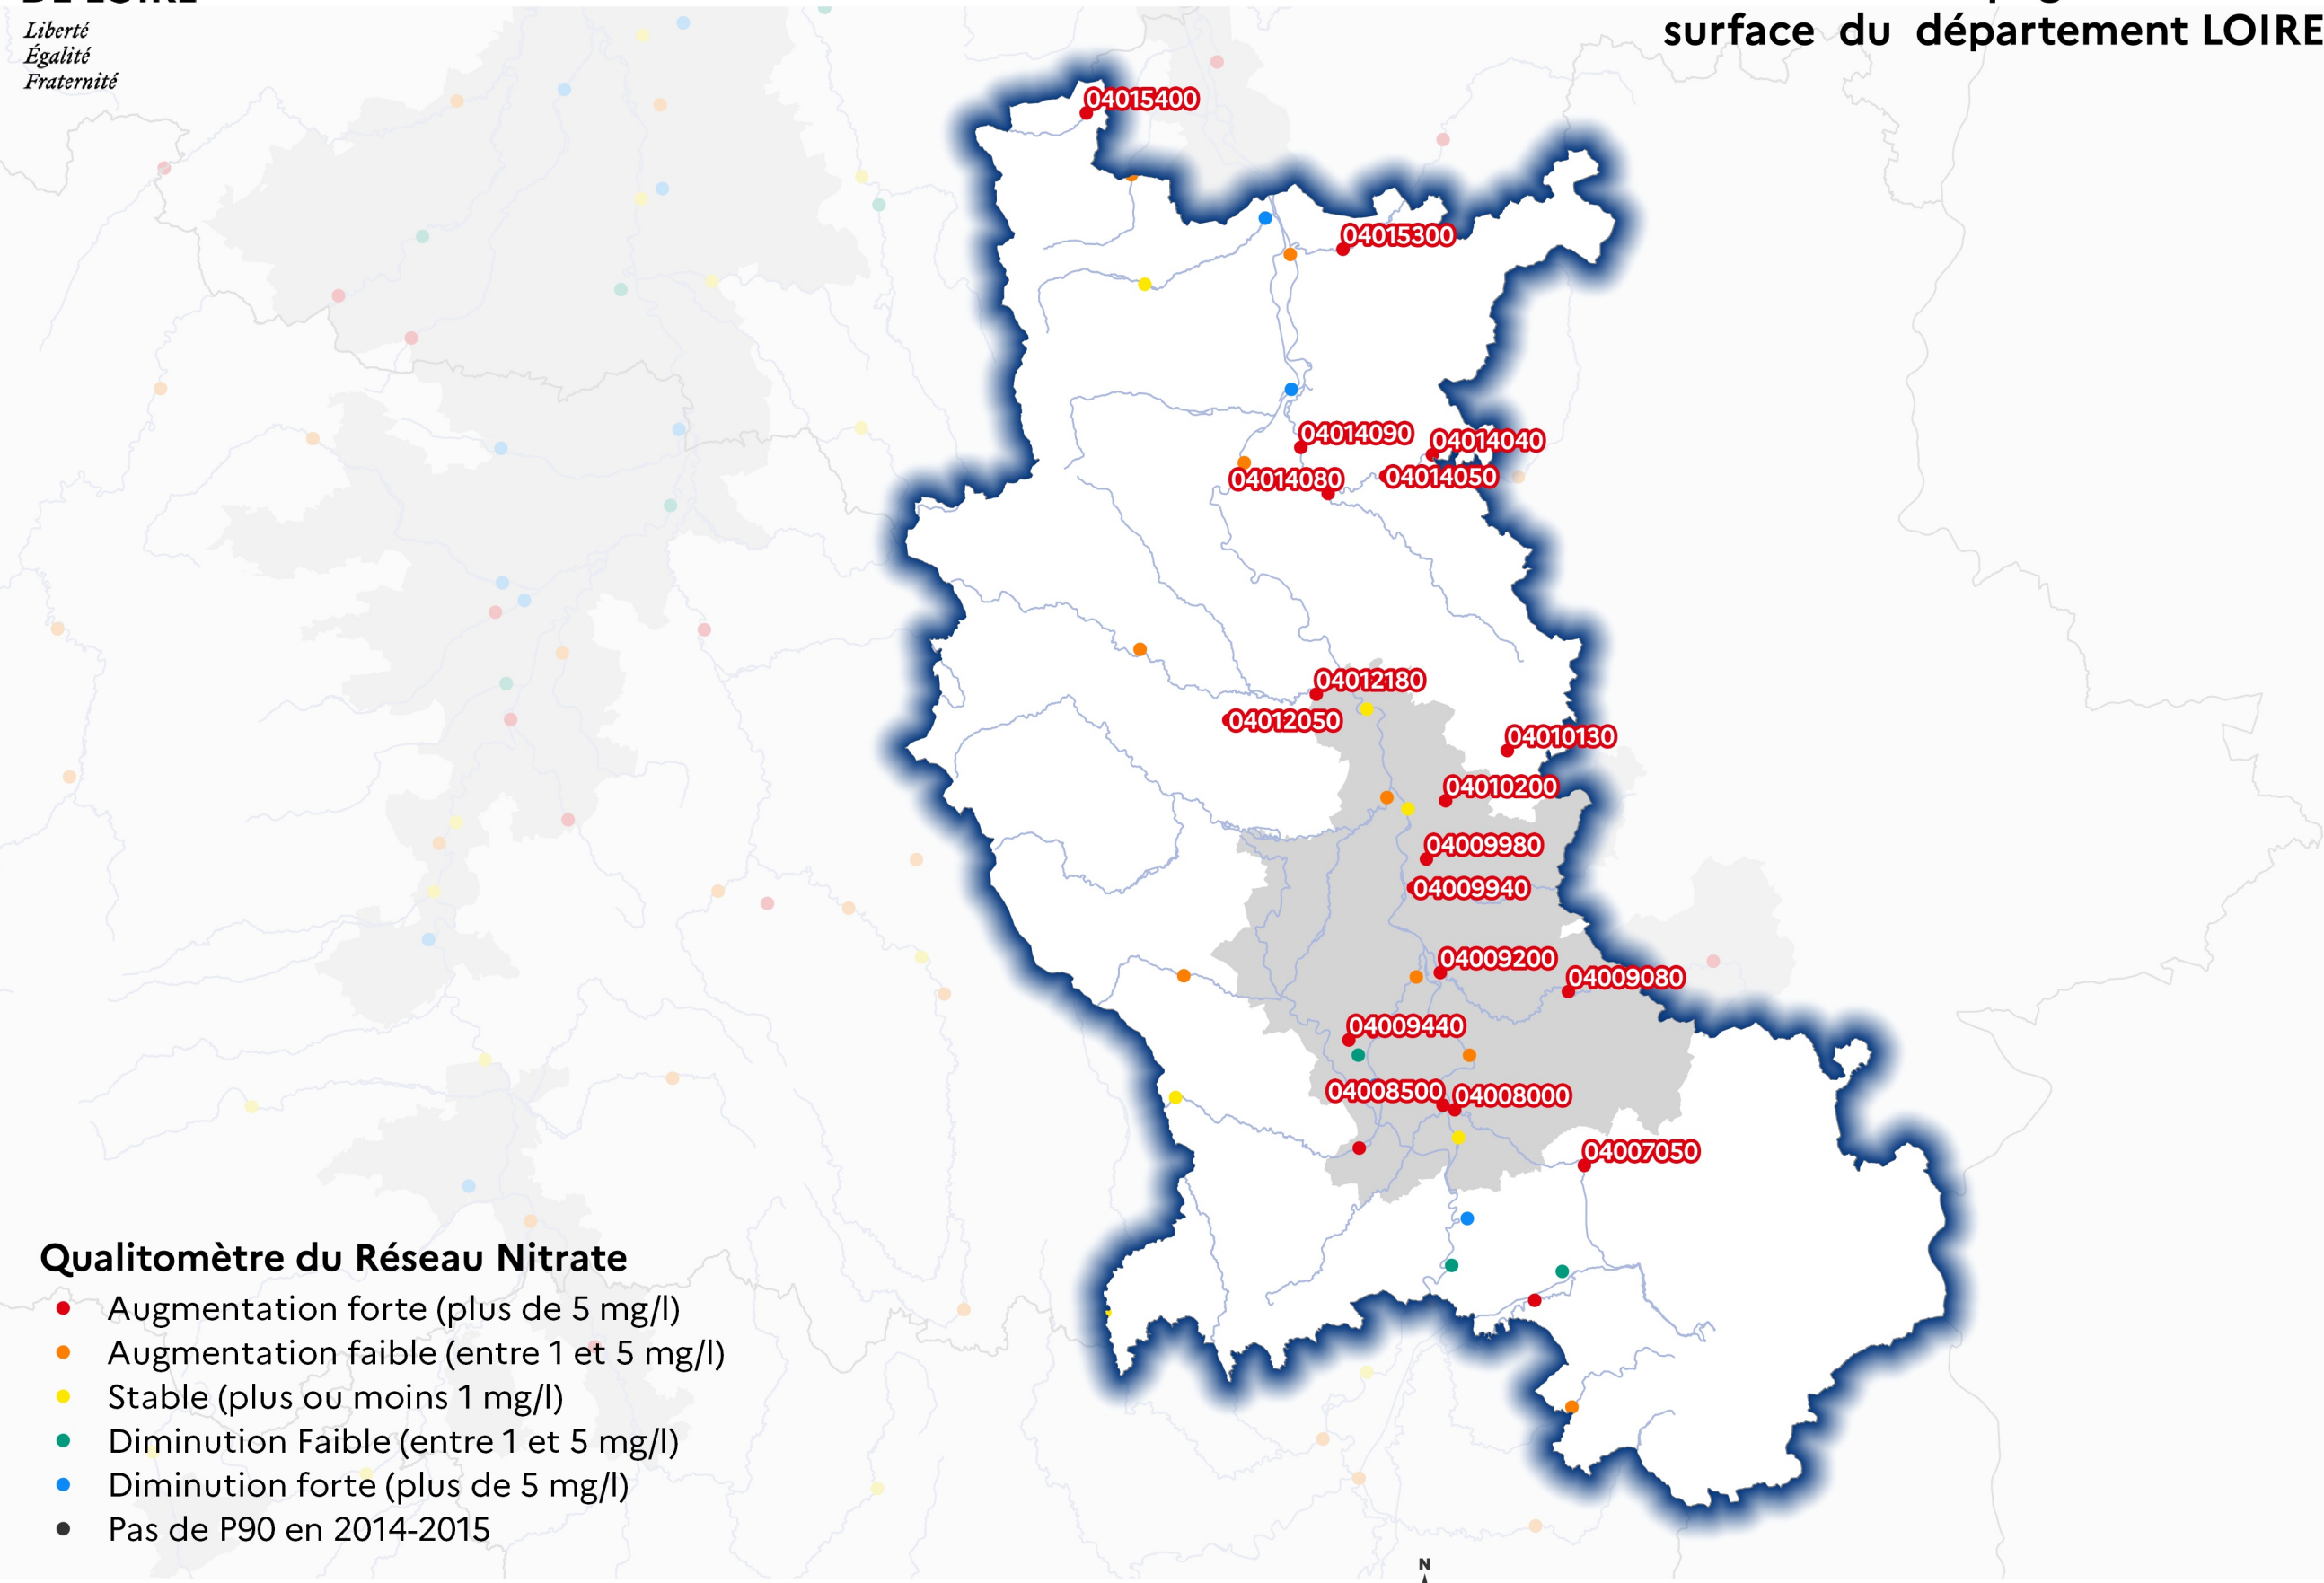 DE LOIRE
Liberté
Égalité
Fraternité
surface du département LOIRE
04015400
04015300
04014090
04014040
04014080
04014050
04012180
04012050
04010130
04010200
04009980
04009940
04009200
04009080
04009440
04008500
04008000
04007050
Qualitomètre du Réseau Nitrate
Augmentation forte (plus de 5 mg/l)
Augmentation faible (entre 1 et 5 mg/l)
Stable (plus ou moins 1 mg/l)
Diminution Faible (entre 1 et 5 mg/l)
Diminution forte (plus de 5 mg/l)
Pas de P90 en 2014-2015
N